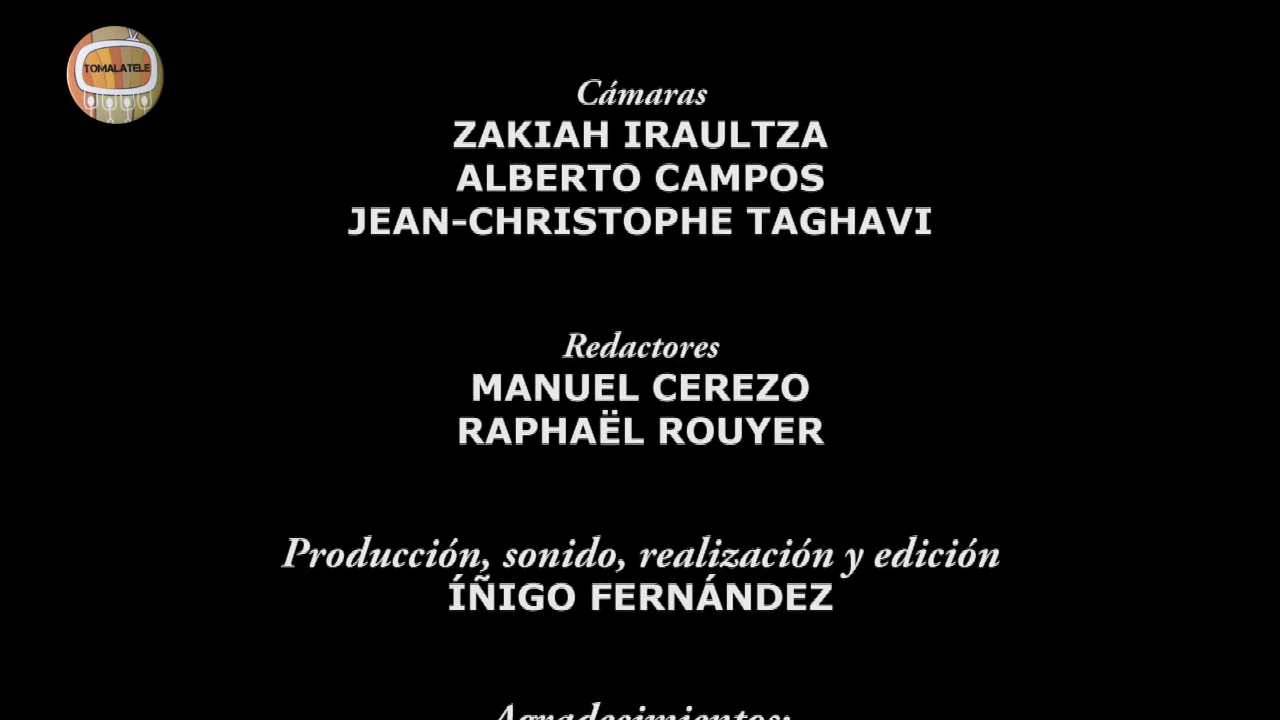 TOMALATELE
Cámaras
ZAKIAH IRAULTZA
ALBERTO CAMPOS
JEAN-CHRISTOPHE TAGHAVI
Redactores
MANUEL CEREZO
RAPHAËL ROUYER
Producción, sonido, realización y edición
ÍÑIGO FERNÁNDEZ
Agradecimientos: